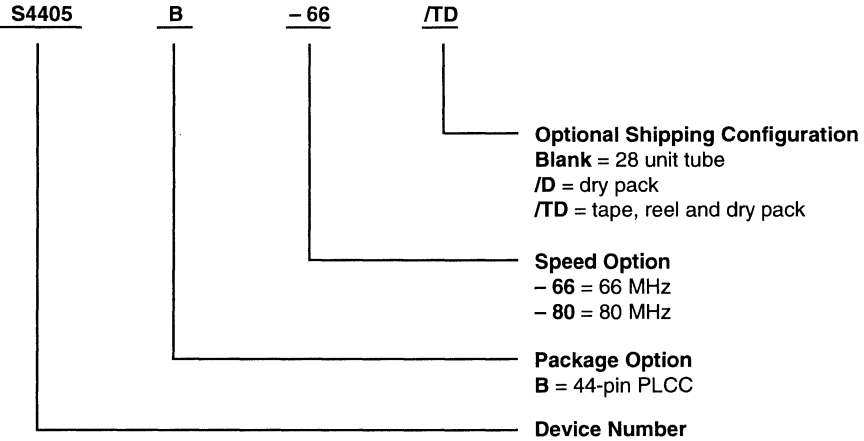 S4405 B – 66 /TD
Optional Shipping Configuration
Blank = 28 unit tube
/D = dry pack
/TD = tape, reel and dry pack
Speed Option
– 66 = 66 MHz
– 80 = 80 MHz
Package Option
B = 44-pin PLCC
Device Number